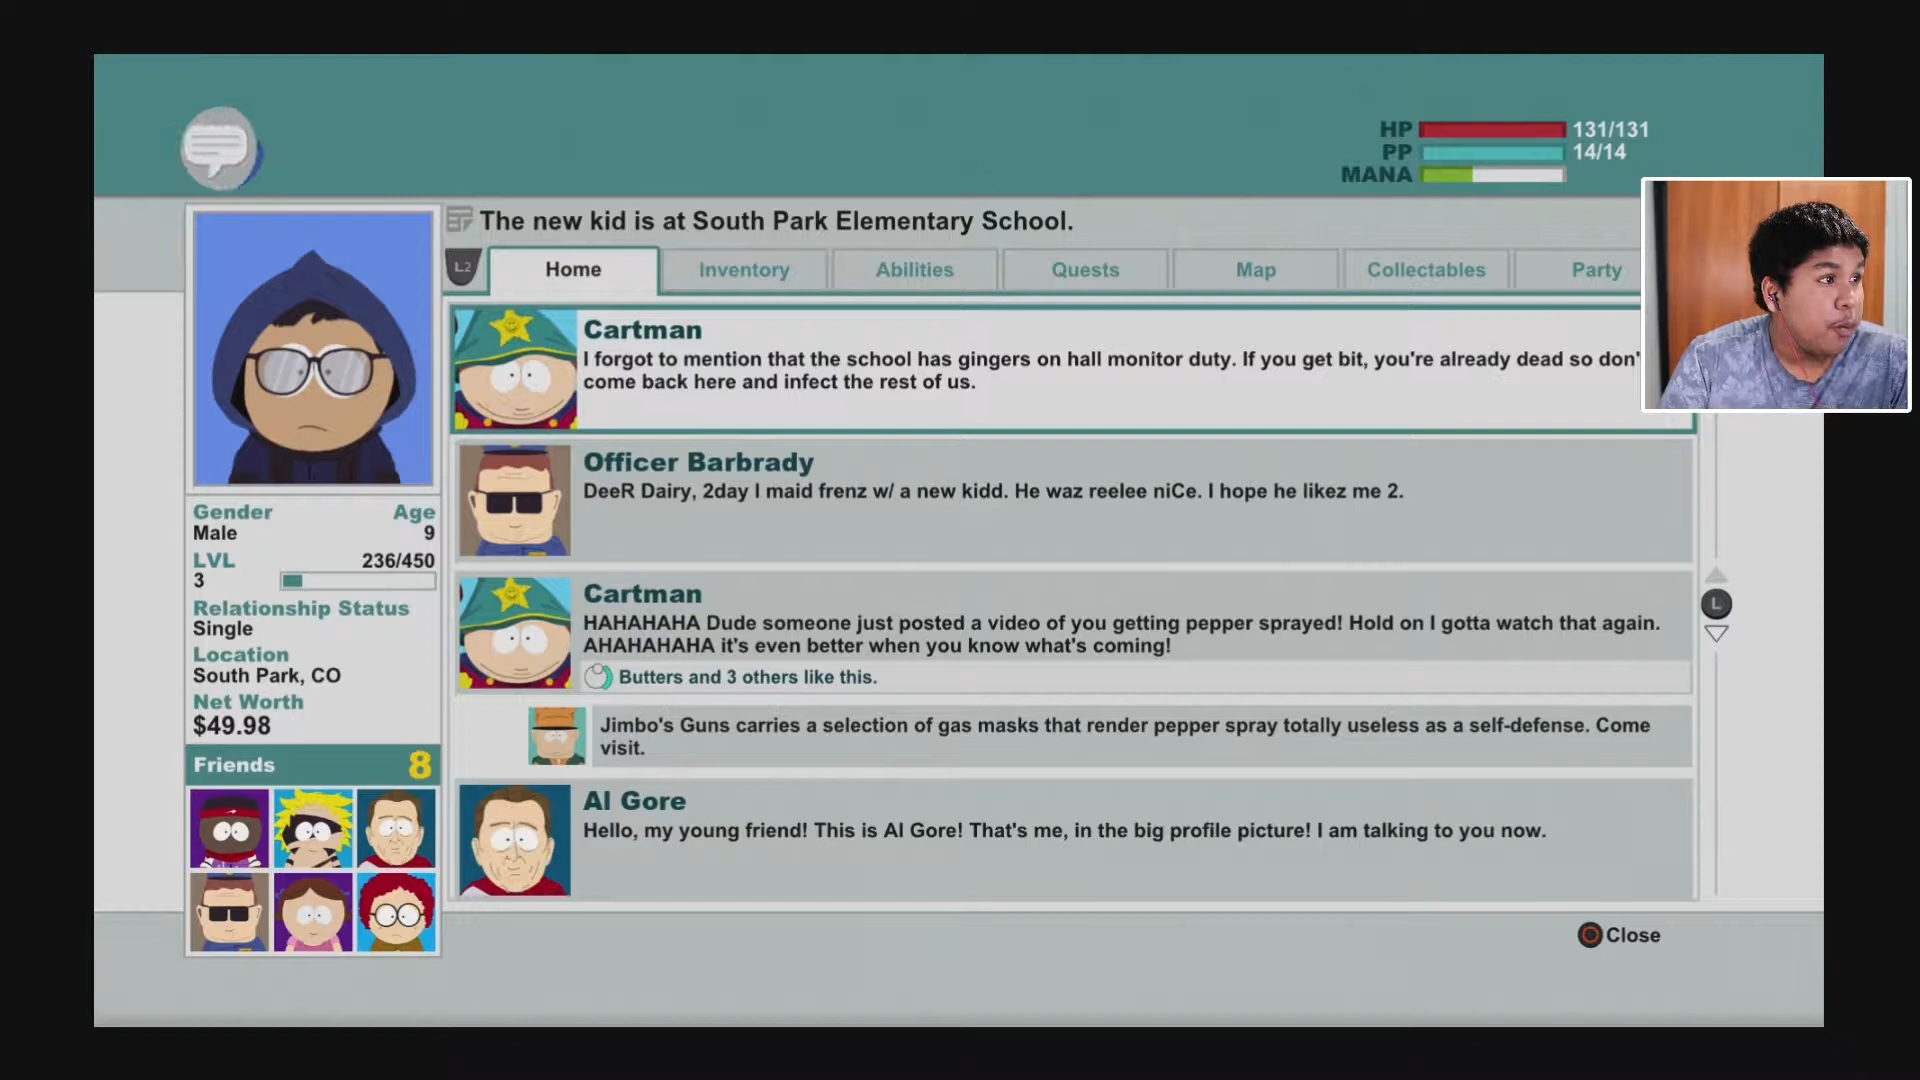 HP 131/131
PP 14/14
MANA
The new kid is at South Park Elementary School.
L2 Home Inventory Abilities Quests Map Collectables Party
Cartman
I forgot to mention that the school has gingers on hall monitor duty. If you get bit, you're already dead so don'
come back here and infect the rest of us.
Officer Barbrady
DeeR Dairy, 2day I maid frenz w/ a new kidd. He waz reelee niCe. I hope he likez me 2.
Cartman
HAHAHAHA Dude someone just posted a video of you getting pepper sprayed! Hold on I gotta watch that again.
AHAHAHAHA it's even better when you know what's coming!
Butters and 3 others like this.
Jimbo's Guns carries a selection of gas masks that render pepper spray totally useless as a self-defense. Come
visit.
Al Gore
Hello, my young friend! This is Al Gore! That's me, in the big profile picture! I am talking to you now.
Gender Age
Male 9
LVL 236/450
3
Relationship Status
Single
Location
South Park, CO
Net Worth
$49.98
Friends 8
L
Close